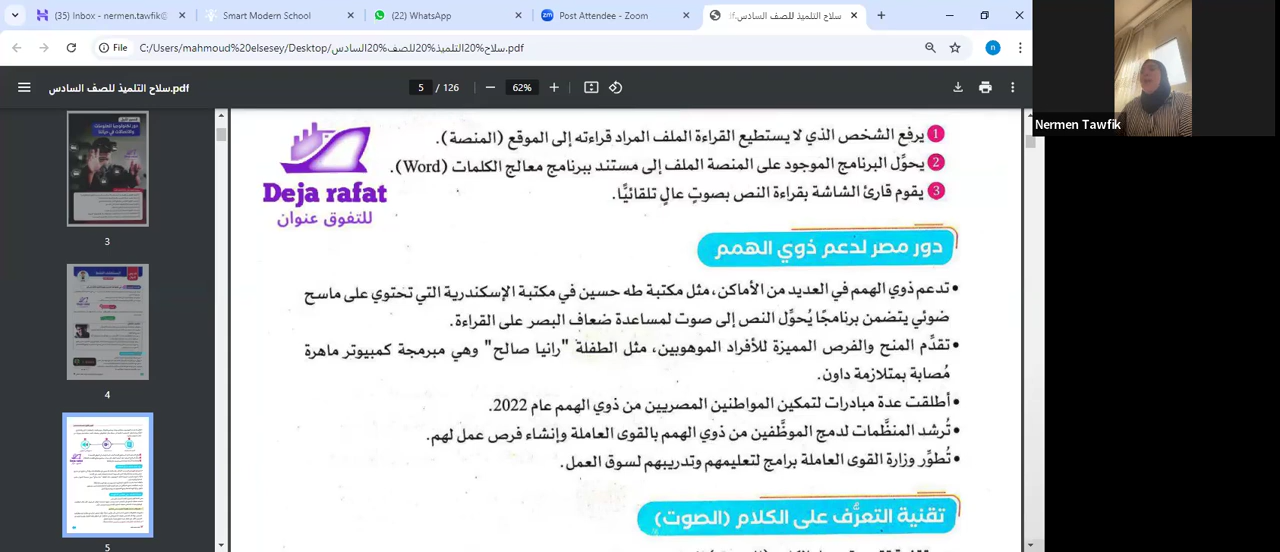 (35) Inbox - nermen.tawfik@
Smart Modern School
(22) WhatsApp
Post Attendee - Zoom
سلاح التلميذ للصف السادس.pdf
File
C:/Users/mahmoud%20elsesey/Desktop/سلاح%20التلميذ%20للصف%20السادس.pdf
n
سلاح التلميذ للصف السادس.pdf
5 / 126
62%
Nermen Tawfik
3
4
5
Deja rafat
للتفوق عنوان
1 يرفع الشخص الذي لا يستطيع القراءة الملف المراد قراءته إلى الموقع (المنصة).
2 يحوِّل البرنامج الموجود على المنصة الملف إلى مستند ببرنامج معالج الكلمات (Word).
3 يقوم قارئ الشاشة بقراءة النص بصوتٍ عالٍ تلقائيًّا.
دور مصر لدعم ذوي الهمم
• تدعم ذوي الهمم في العديد من الأماكن، مثل مكتبة طه حسين في مكتبة الإسكندرية التي تحتوي على ماسح
ضوئي يتضمن برنامجًا يُحوِّل النص إلى صوت لمساعدة ضعاف البصر على القراءة.
• تقدِّم المنح والفرص المميزة للأفراد الموهوبين، مثل الطفلة "رانيا صالح" وهي مبرمجة كمبيوتر ماهرة
مُصابة بمتلازمة داون.
• أطلقت عدة مبادرات لتمكين المواطنين المصريين من ذوي الهمم عام 2022.
• تُرشد المنظمات لدمج الموظَّفين من ذوي الهمم بالقوى العاملة وإنشاء فرص عمل لهم.
• تُطوِّر وزارة القوى العاملة برامج لتعليمهم وتدريبهم لسوق العمل.
تقنية التعرُّف على الكلام (الصوت)